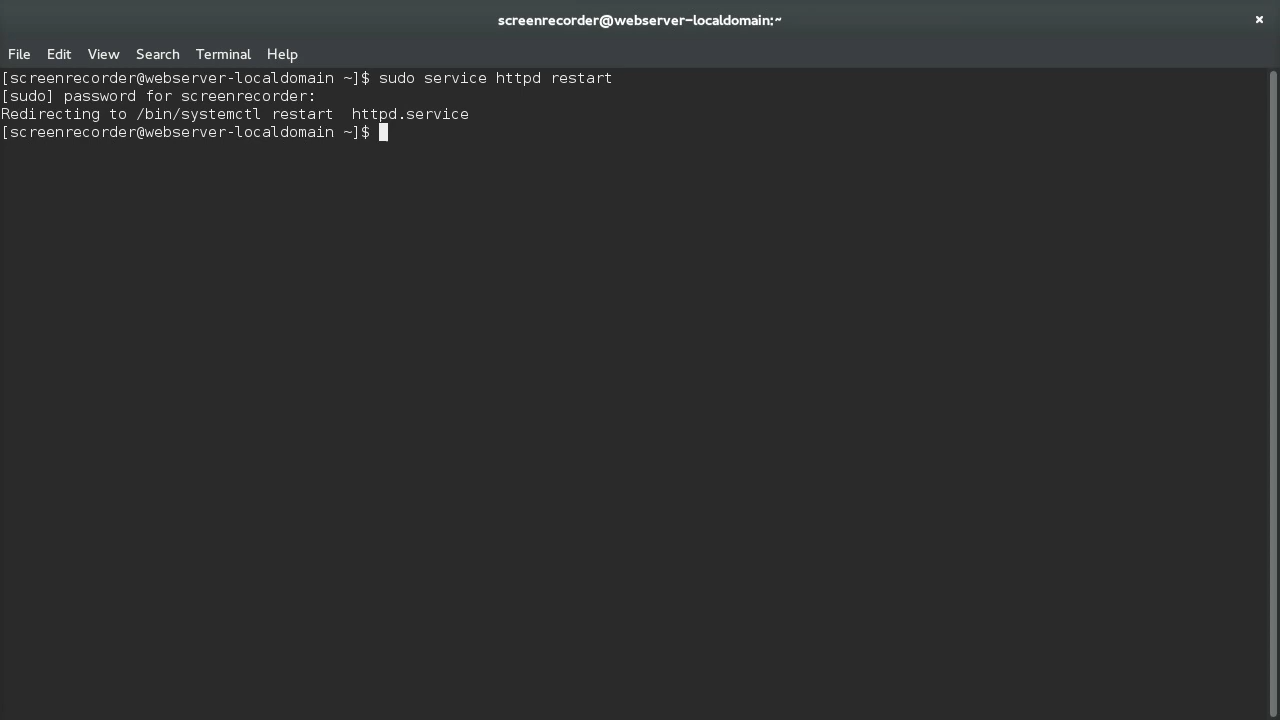 screenrecorder@webserver-localdomain:~
File Edit View Search Terminal Help
[screenrecorder@webserver-localdomain ~]$ sudo service httpd restart
[sudo] password for screenrecorder:
Redirecting to /bin/systemctl restart  httpd.service
[screenrecorder@webserver-localdomain ~]$